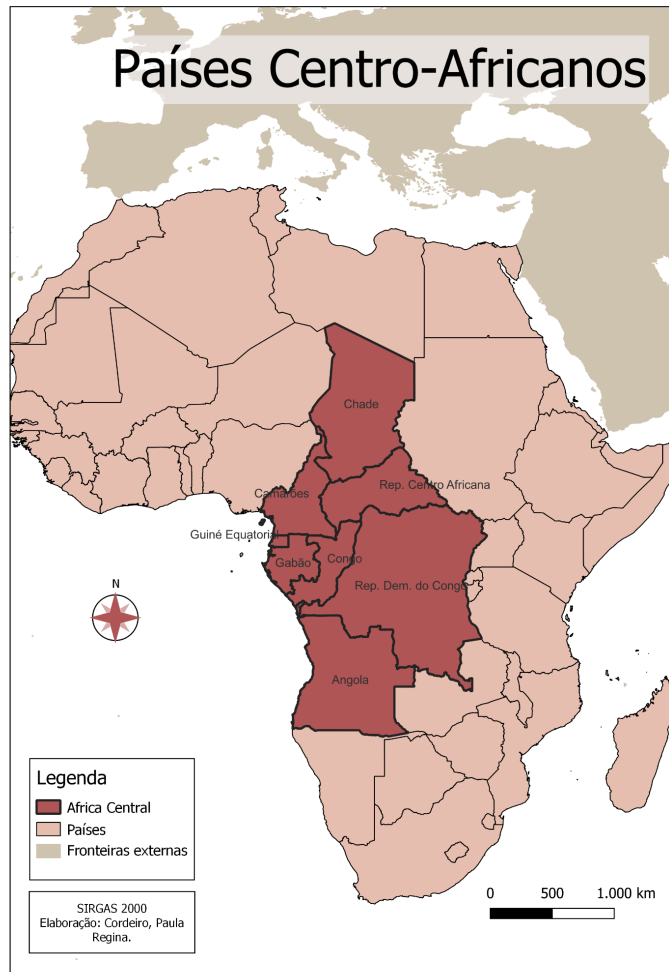 Países Centro-Africanos
Chade
Camarões
Rep. Centro Africana
Guiné Equatorial
Gabão
Congo
Rep. Dem. do Congo
Angola
N
Legenda
Africa Central
Países
Fronteiras externas
SIRGAS 2000
Elaboração: Cordeiro, Paula
Regina.
0 500 1.000 km